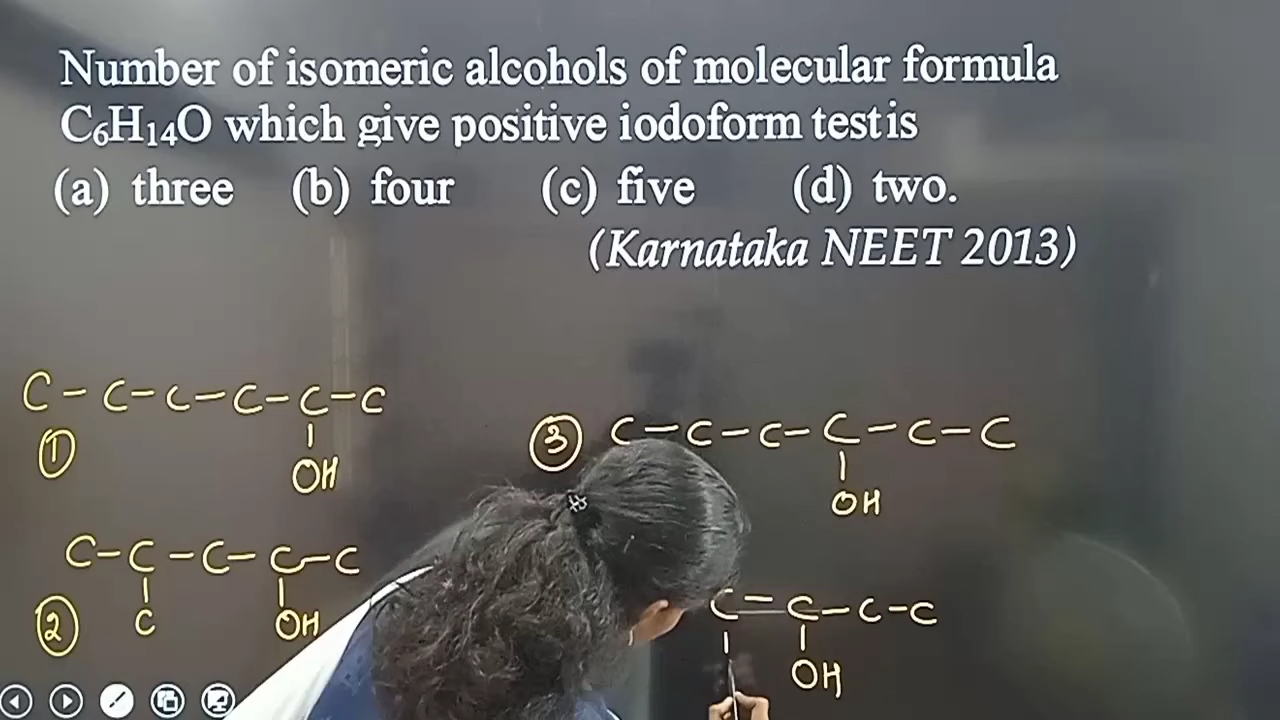 Number of isomeric alcohols of molecular formula
C₆H₁₄O which give positive iodoform test is
(a) three (b) four (c) five (d) two.
(Karnataka NEET 2013)
C – C – C – C – C – C
|
① OH
③ C – C – C – C – C – C
|
OH
C – C – C – C – C
| |
② C OH
C – C – C – C
| |
OH